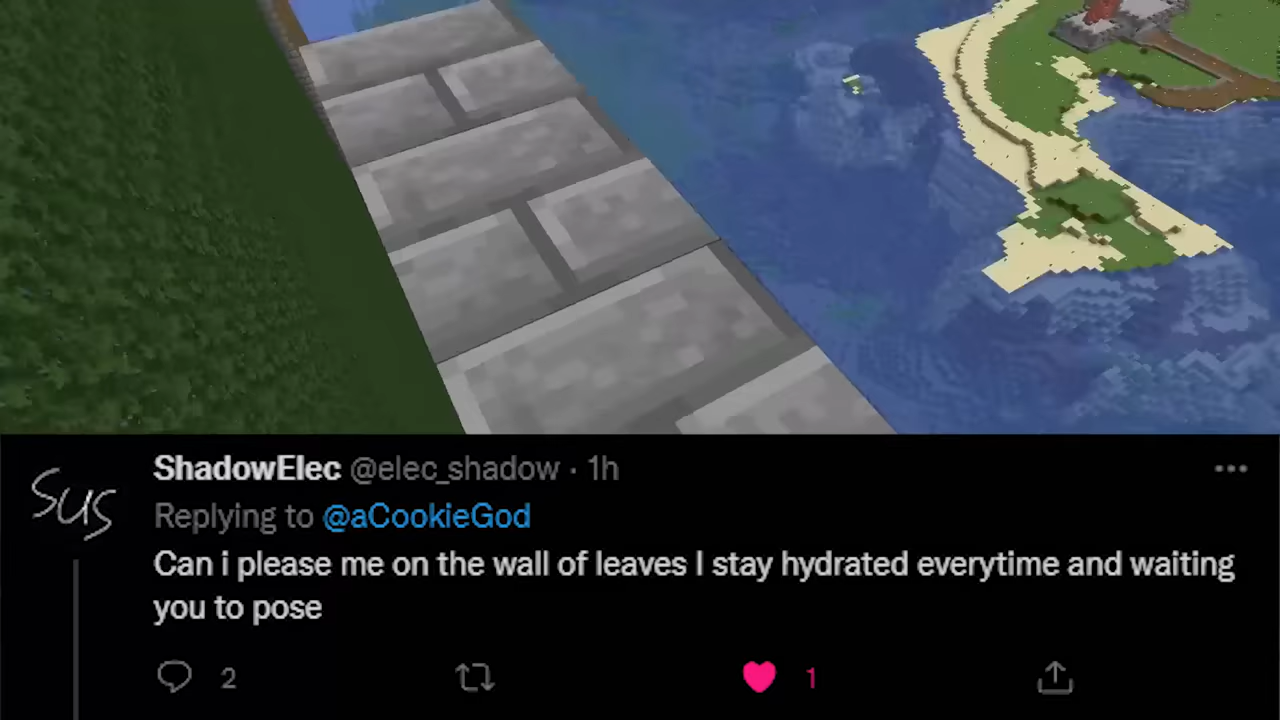 ShadowElec @elec_shadow · 1h
Replying to @aCookieGod
sus
Can i please me on the wall of leaves I stay hydrated everytime and waiting
you to pose
2
1